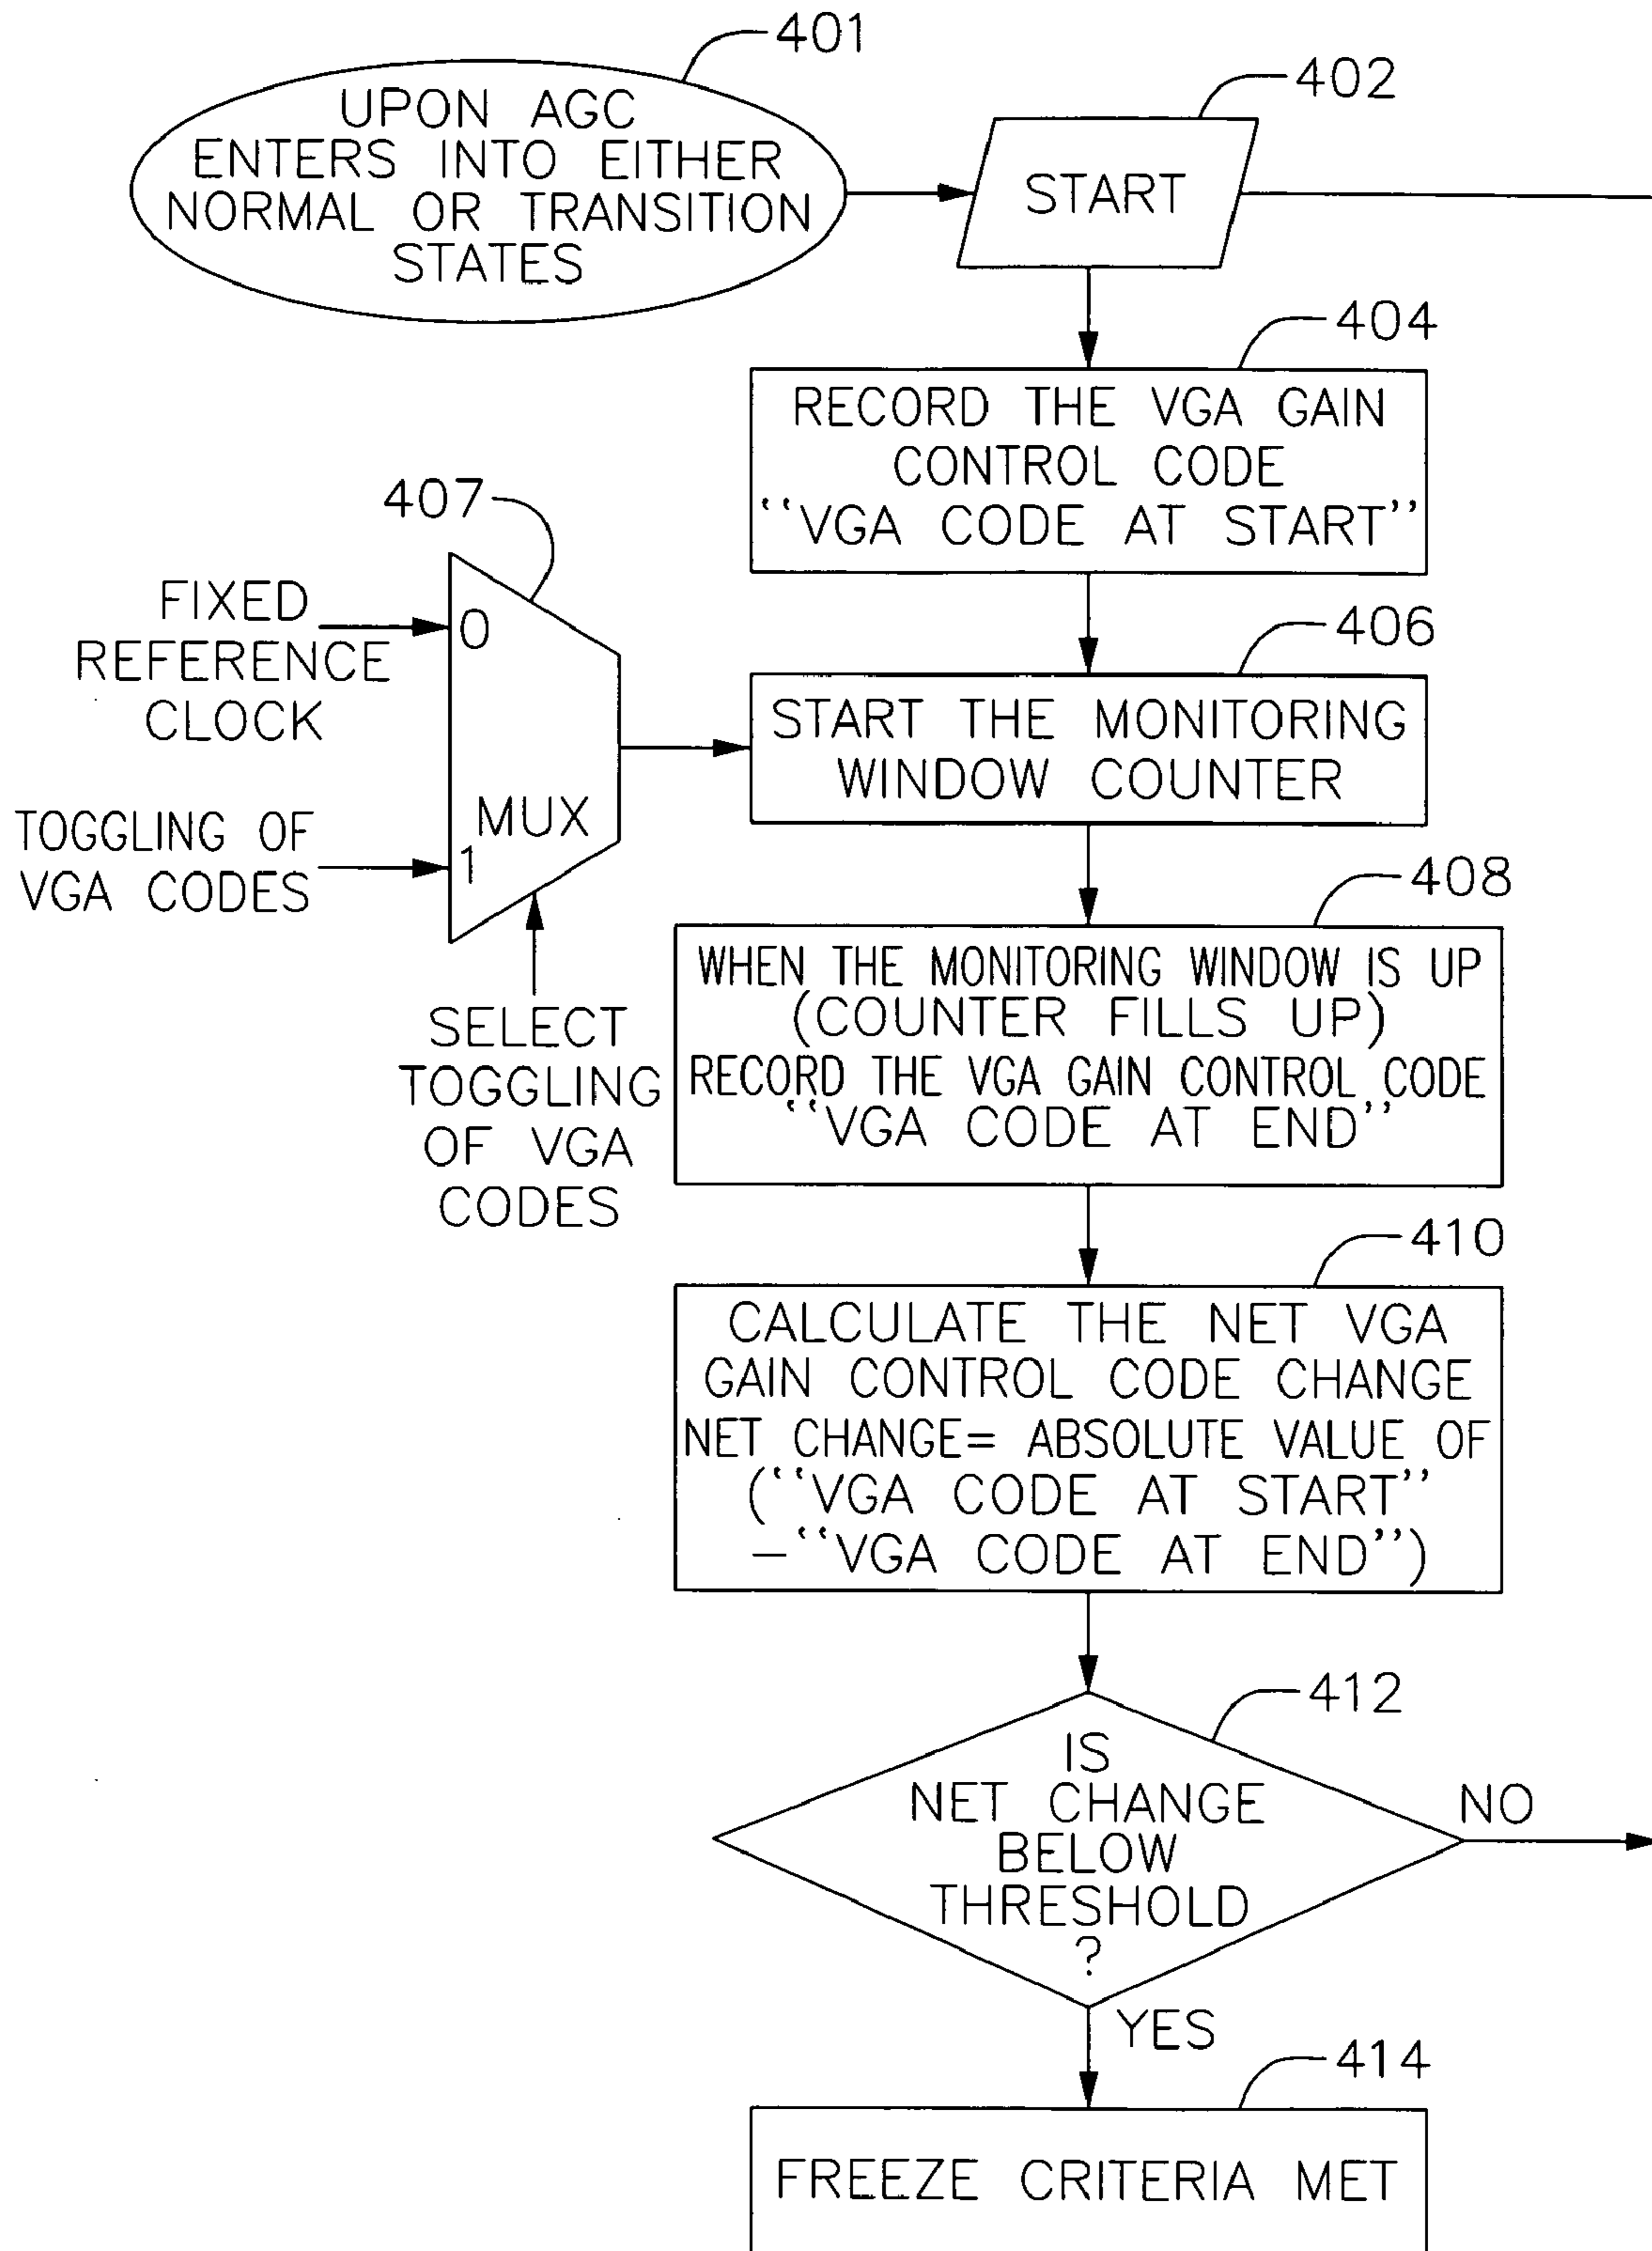 401
UPON AGC
ENTERS INTO EITHER
NORMAL OR TRANSITION
STATES
402
START
404
RECORD THE VGA GAIN
CONTROL CODE
‘‘VGA CODE AT START’’
407
FIXED
REFERENCE
CLOCK
0
TOGGLING OF
VGA CODES
1
MUX
SELECT
TOGGLING
OF VGA
CODES
406
START THE MONITORING
WINDOW COUNTER
408
WHEN THE MONITORING WINDOW IS UP
(COUNTER FILLS UP)
RECORD THE VGA GAIN CONTROL CODE
‘‘VGA CODE AT END’’
410
CALCULATE THE NET VGA
GAIN CONTROL CODE CHANGE
NET CHANGE= ABSOLUTE VALUE OF
(‘‘VGA CODE AT START’’
–‘‘VGA CODE AT END’’)
412
IS
NET CHANGE
BELOW
THRESHOLD
?
NO
YES
414
FREEZE CRITERIA MET